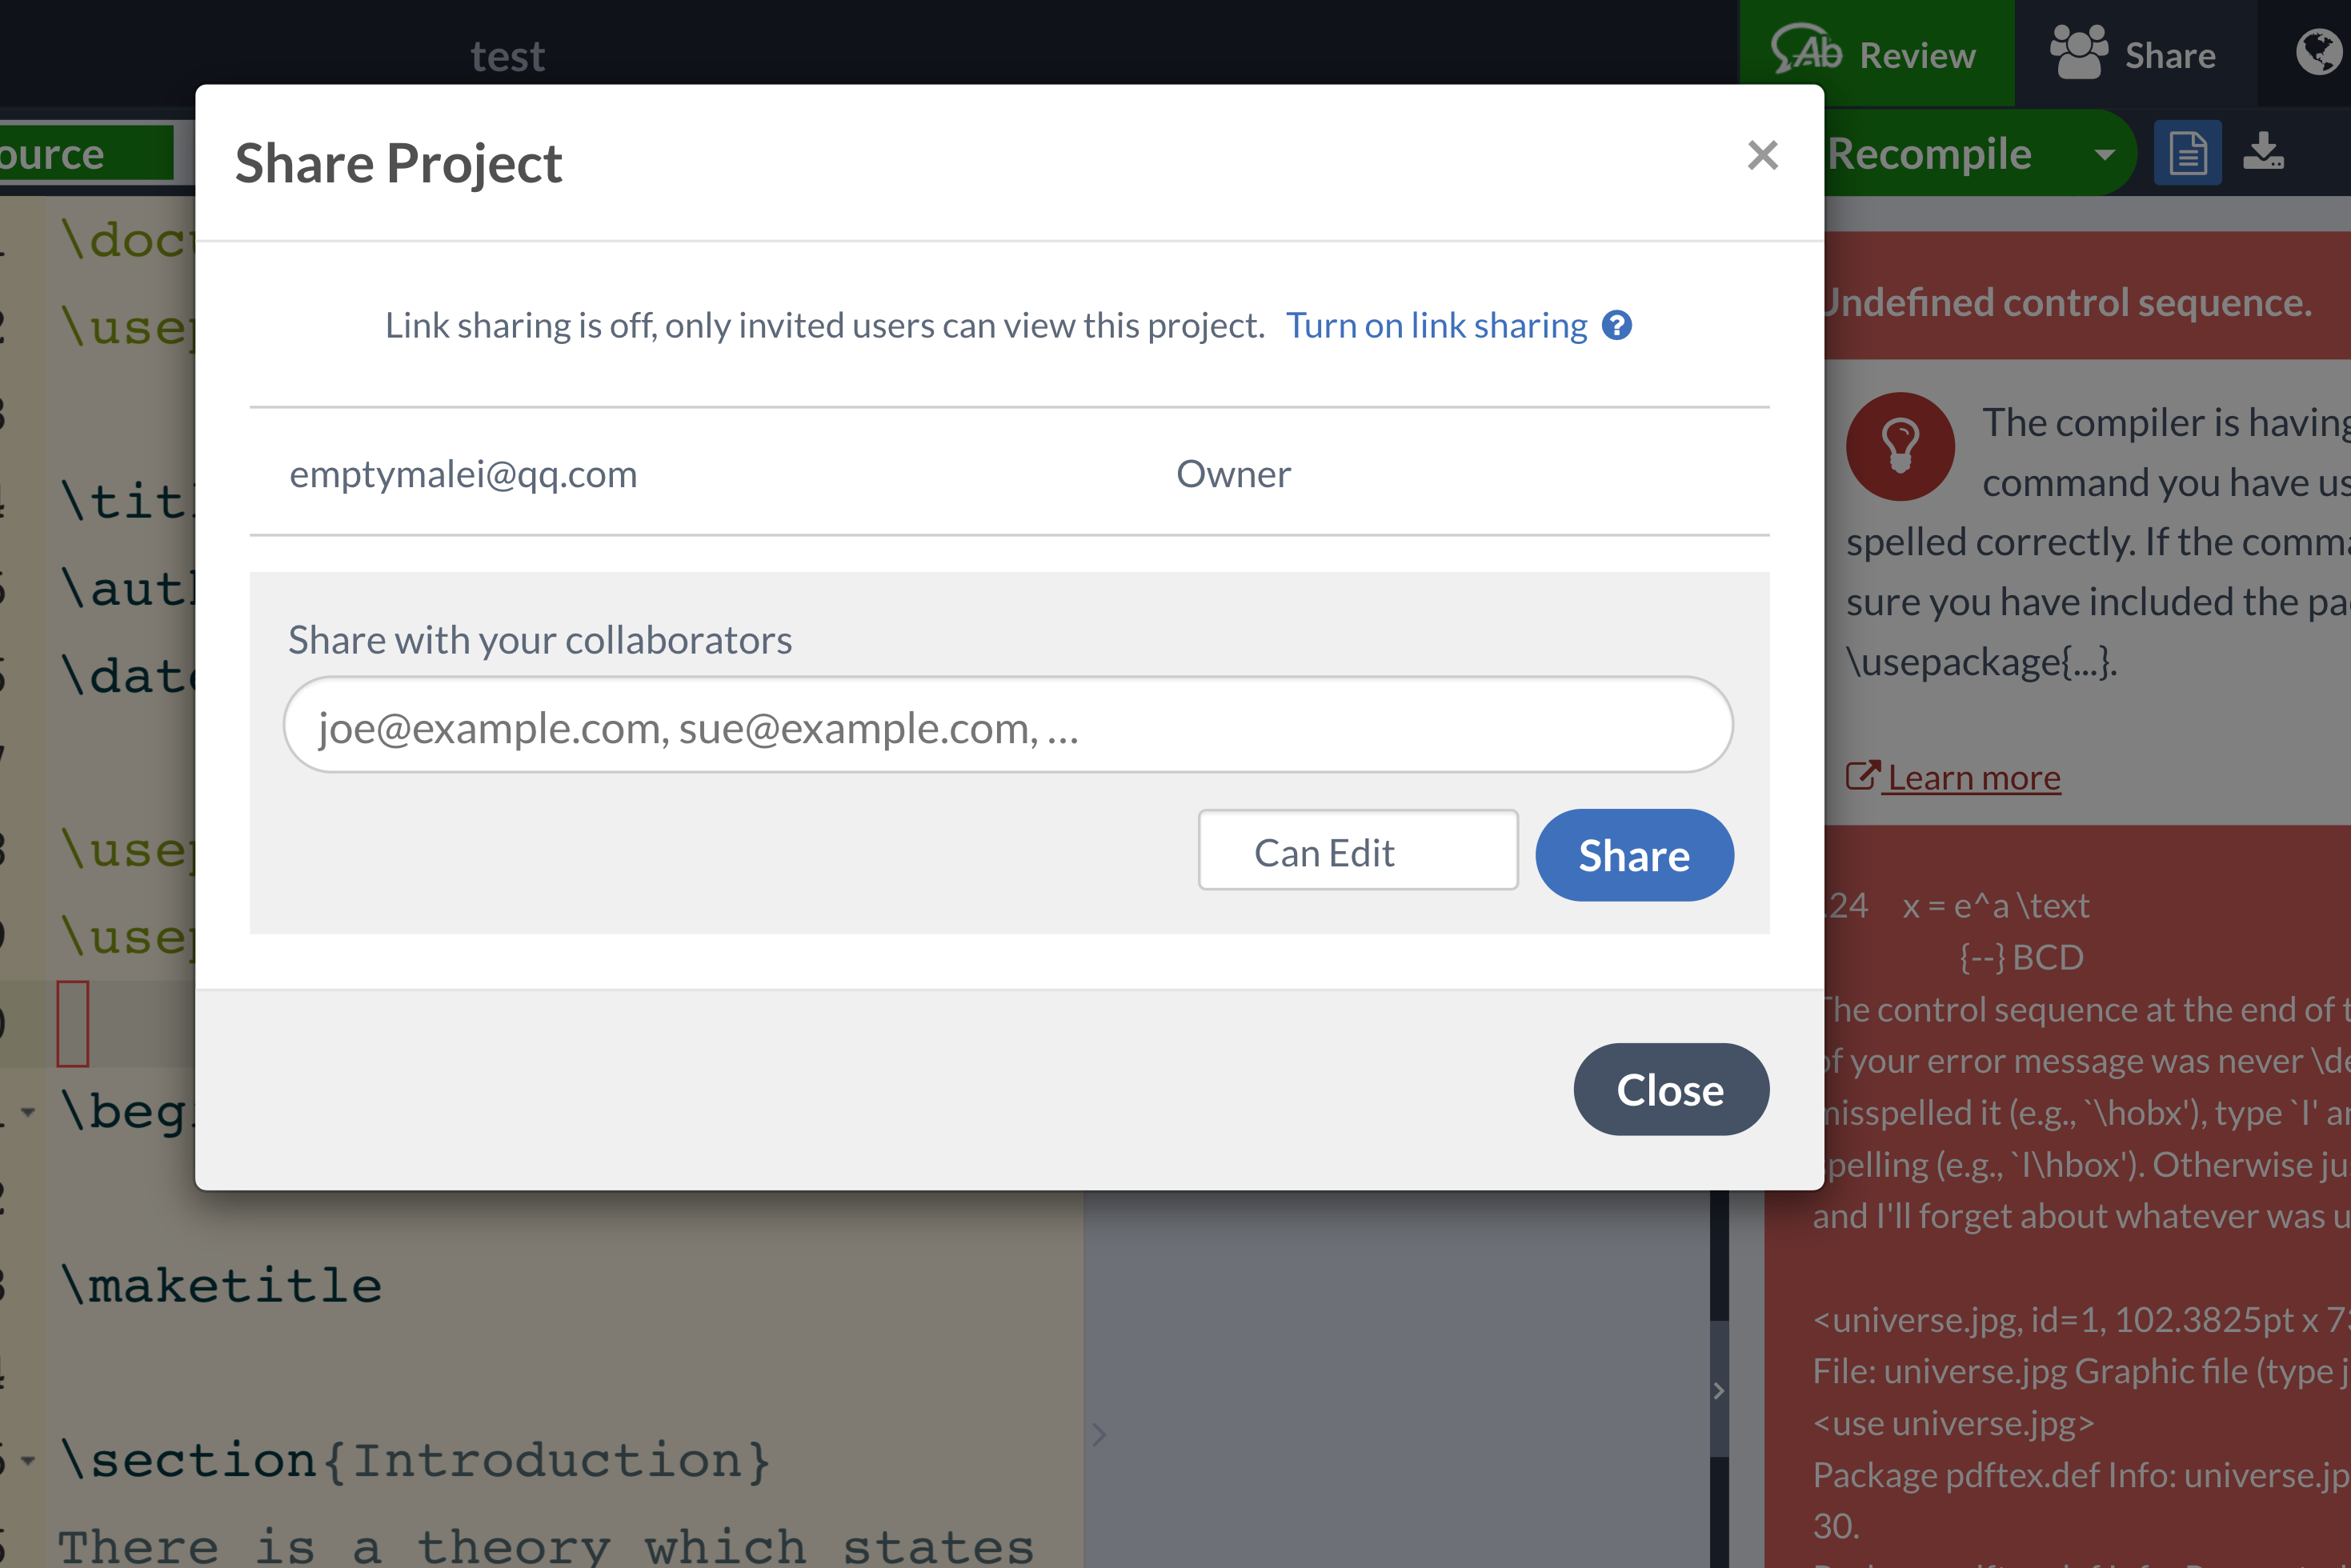 test
Review
Share
ource
Recompile
Share Project
×
Link sharing is off, only invited users can view this project. Turn on link sharing ?
emptymalei@qq.com Owner
Share with your collaborators
joe@example.com, sue@example.com, ...
Can Edit
Share
Close
\doc
\use
\tit
\aut
\dat
\use
\use
\beg
\maketitle
\section{Introduction}
There is a theory which states
Undefined control sequence.
The compiler is having
command you have us
spelled correctly. If the comma
sure you have included the pa
\usepackage{...}.
Learn more
.24 x = e^a \text
{--} BCD
The control sequence at the end of t
of your error message was never \de
misspelled it (e.g., `\hobx'), type `I' an
spelling (e.g., `I\hbox'). Otherwise ju
and I'll forget about whatever was u
<universe.jpg, id=1, 102.3825pt x 73
File: universe.jpg Graphic file (type j
<use universe.jpg>
Package pdftex.def Info: universe.jp
30.